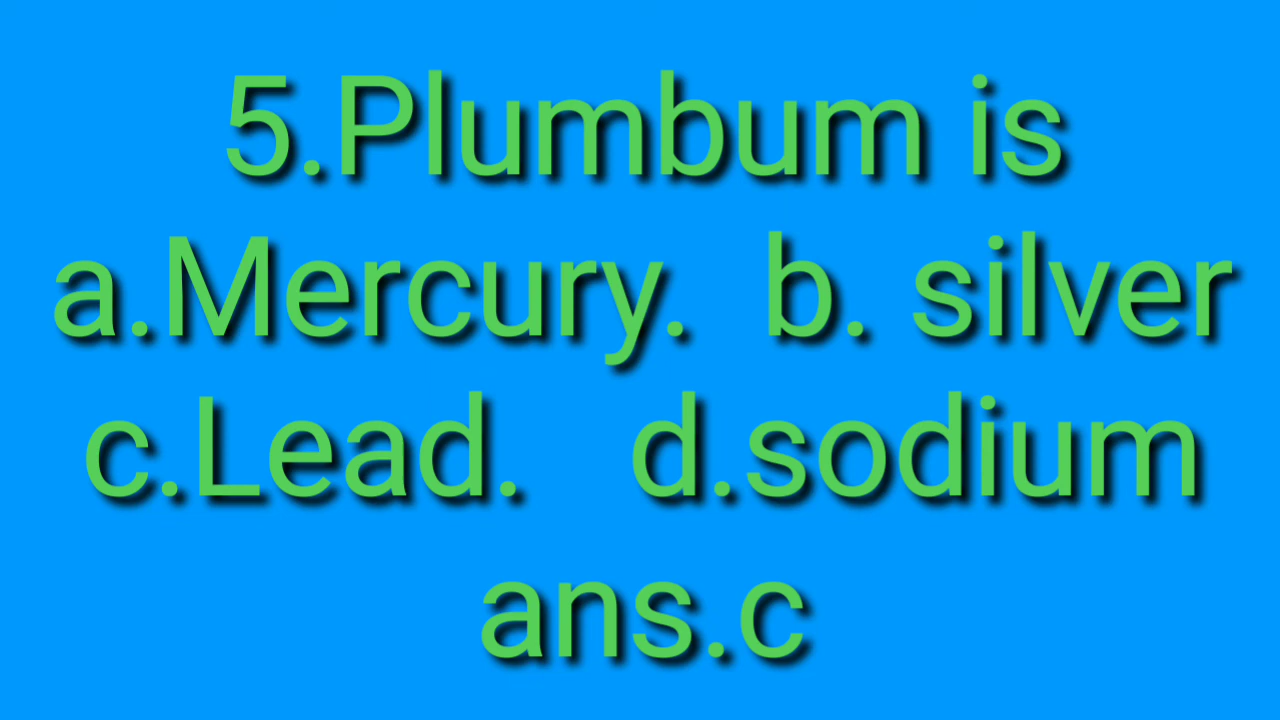 5.Plumbum is
a.Mercury.  b. silver
c.Lead.   d.sodium
ans.c